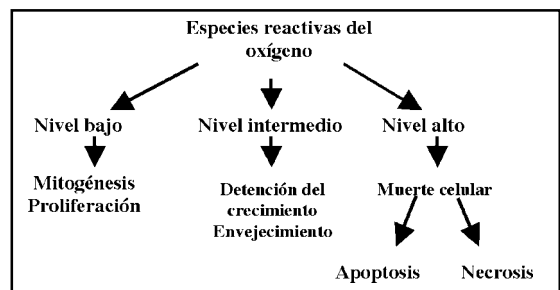 Especies reactivas del
oxígeno
Nivel bajo
Nivel intermedio
Nivel alto
Mitogénesis
Proliferación
Detención del
crecimiento
Envejecimiento
Muerte celular
Apoptosis
Necrosis